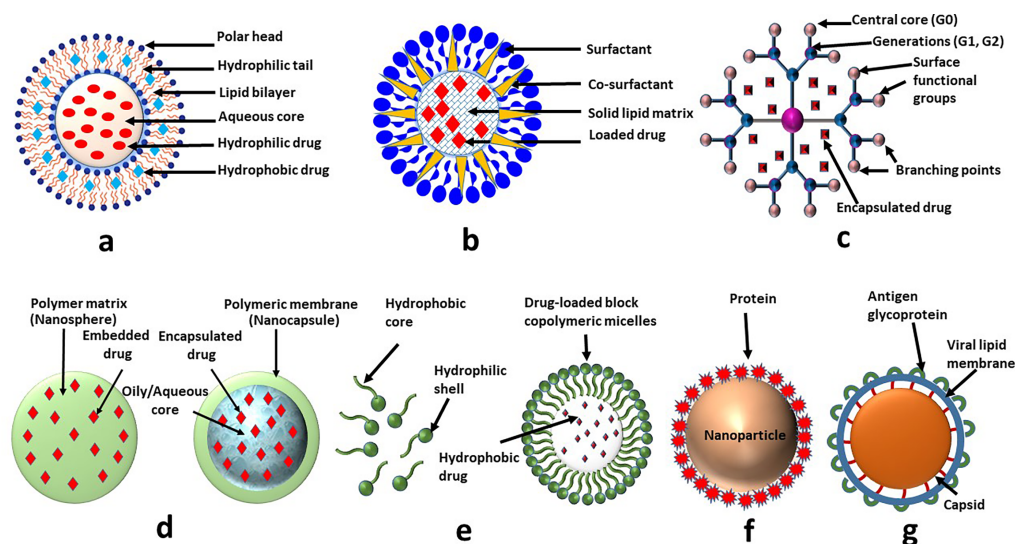 Polar head
Hydrophilic tail
Lipid bilayer
Aqueous core
Hydrophilic drug
Hydrophobic drug
a
Surfactant
Co-surfactant
Solid lipid matrix
Loaded drug
b
Central core (G0)
Generations (G1, G2)
Surface
functional
groups
Branching points
Encapsulated drug
c
Polymer matrix
(Nanosphere)
Embedded
drug
Polymeric membrane
(Nanocapsule)
Encapsulated
drug
Oily/Aqueous
core
d
Hydrophobic
core
Hydrophilic
shell
Drug-loaded block
copolymeric micelles
Hydrophobic
drug
e
Protein
Nanoparticle
f
Antigen
glycoprotein
Viral lipid
membrane
Capsid
g